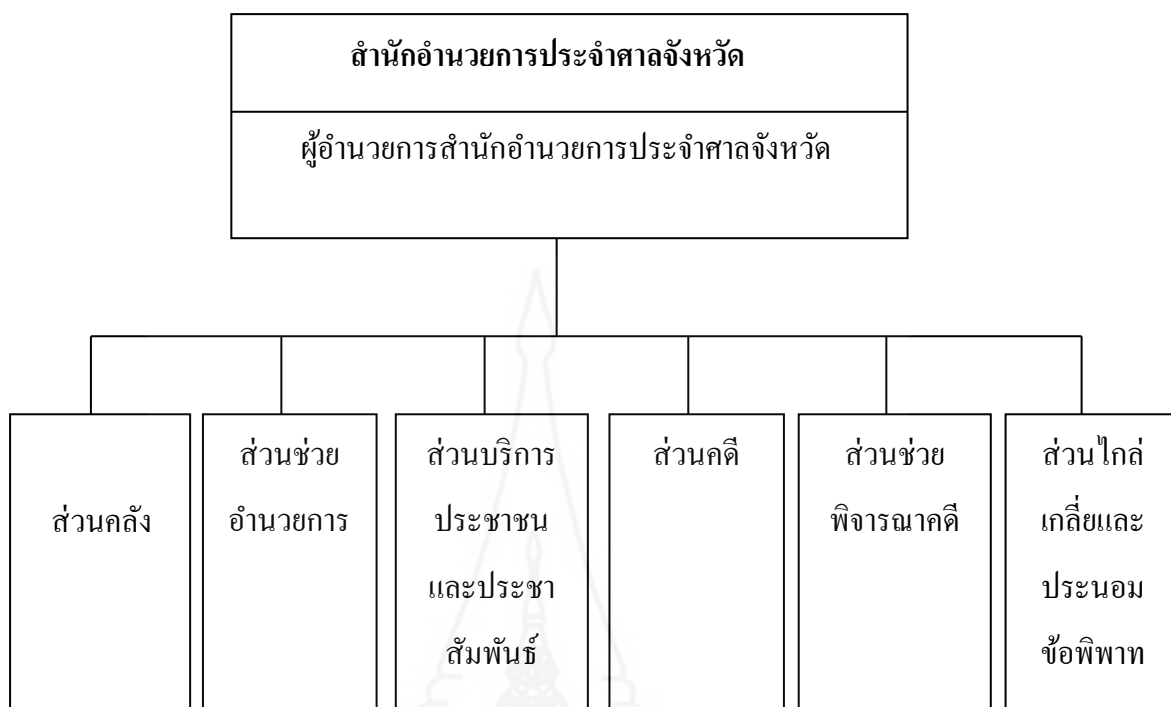 สำนักอำนวยการประจำศาลจังหวัด
ผู้อำนวยการสำนักอำนวยการประจำศาลจังหวัด
ส่วนคลัง
ส่วนช่วย
อำนวยการ
ส่วนบริการ
ประชาชน
และประชา
สัมพันธ์
ส่วนคดี
ส่วนช่วย
พิจารณาคดี
ส่วนไกล่
เกลี่ยและ
ประนอม
ข้อพิพาท